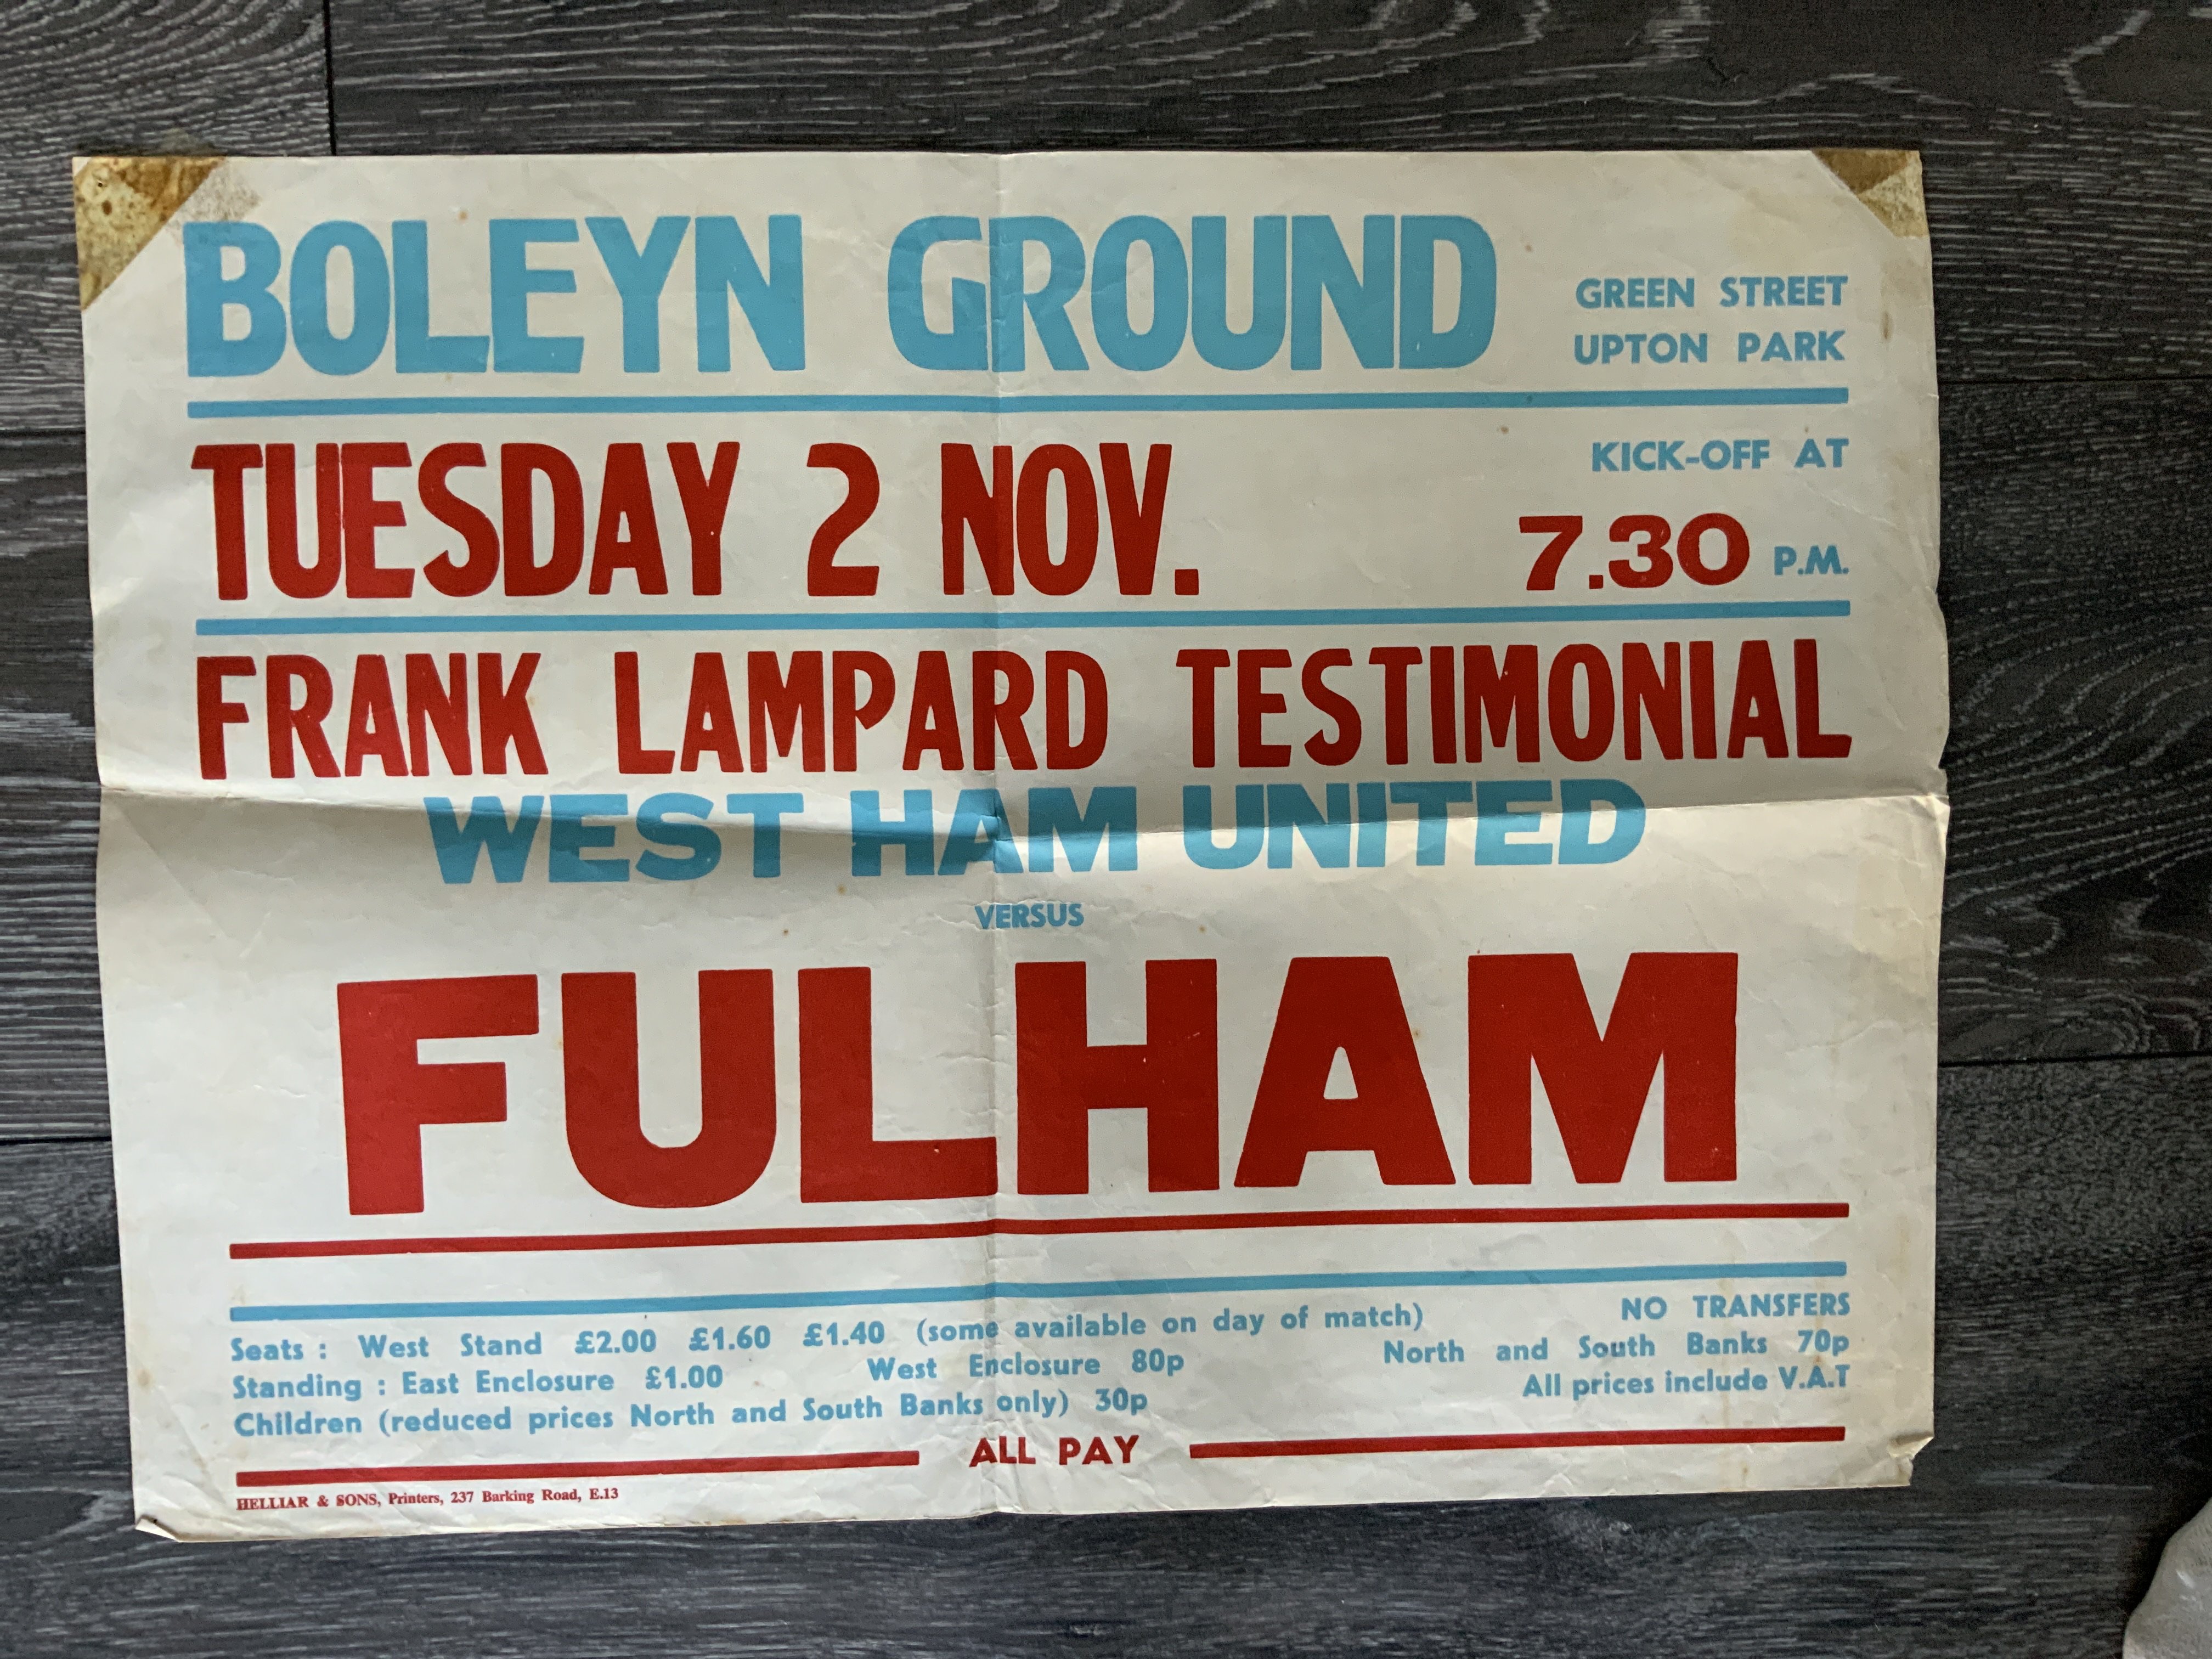 BOLEYN GROUND
GREEN STREET
UPTON PARK
TUESDAY 2 NOV.
KICK-OFF AT
7.30 P.M.
FRANK LAMPARD TESTIMONIAL
WEST HAM UNITED
VERSUS
FULHAM
Seats : West Stand £2.00 £1.60 £1.40 (some available on day of match) NO TRANSFERS
Standing : East Enclosure £1.00 West Enclosure 80p North and South Banks 70p
Children (reduced prices North and South Banks only) 30p All prices include V.A.T
ALL PAY
HELLIAR & SONS, Printers, 237 Barking Road, E.13